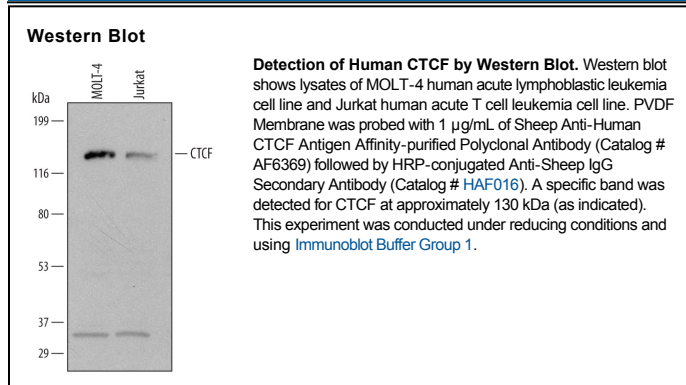 Western Blot
MOLT-4
Jurkat
kDa
199
CTCF
116
80
53
37
29
Detection of Human CTCF by Western Blot. Western blot
shows lysates of MOLT-4 human acute lymphoblastic leukemia
cell line and Jurkat human acute T cell leukemia cell line. PVDF
Membrane was probed with 1 µg/mL of Sheep Anti-Human
CTCF Antigen Affinity-purified Polyclonal Antibody (Catalog #
AF6369) followed by HRP-conjugated Anti-Sheep IgG
Secondary Antibody (Catalog # HAF016). A specific band was
detected for CTCF at approximately 130 kDa (as indicated).
This experiment was conducted under reducing conditions and
using Immunoblot Buffer Group 1.